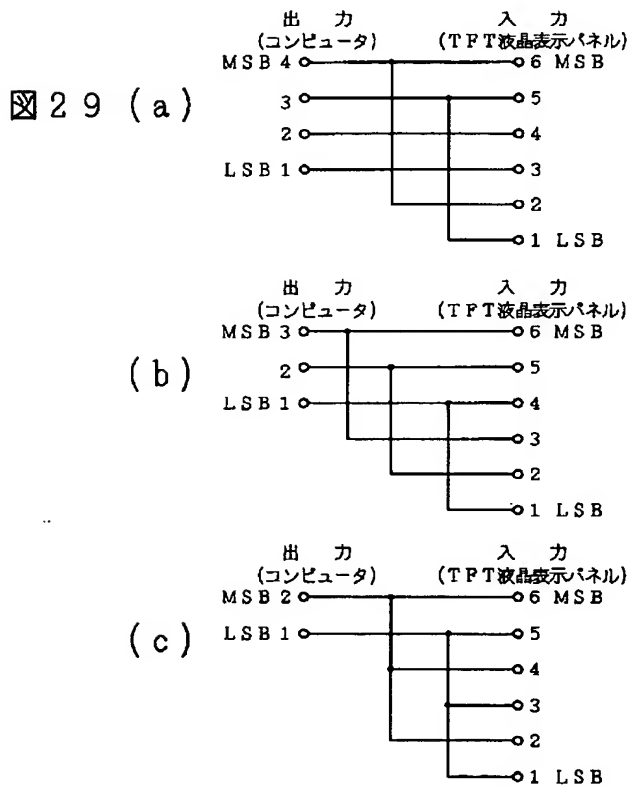 図29 (a)
出 力 入 力
(コンピュータ) (TFT液晶表示パネル)
MSB 4 6 MSB
3 5
2 4
LSB 1 3
2
1 LSB
(b)
出 力 入 力
(コンピュータ) (TFT液晶表示パネル)
MSB 3 6 MSB
2 5
LSB 1 4
3
2
1 LSB
(c)
出 力 入 力
(コンピュータ) (TFT液晶表示パネル)
MSB 2 6 MSB
LSB 1 5
4
3
2
1 LSB